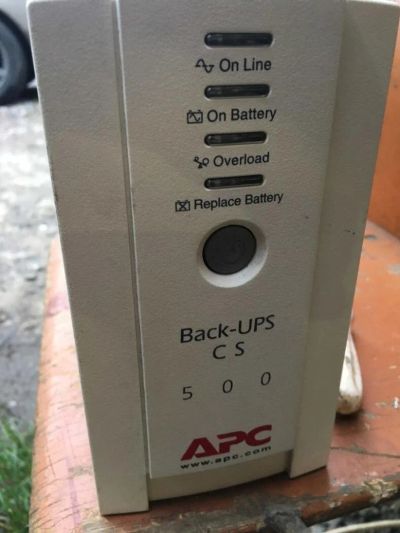 On Line
On Battery
Overload
Replace Battery
Back-UPS
CS
500
APC
www.apc.com